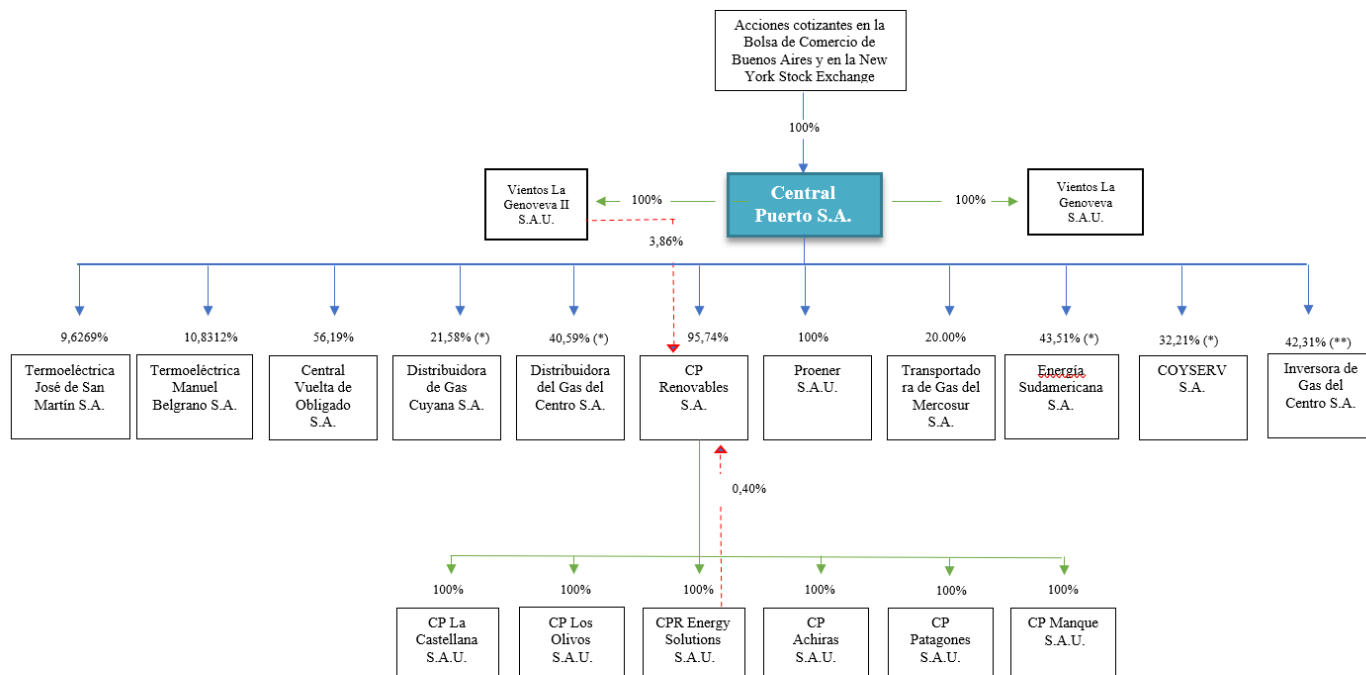 Acciones cotizantes en la
Bolsa de Comercio de
Buenos Aires y en la New
York Stock Exchange
100%
Vientos La
Genoveva II
S.A.U.
100%
Central
Puerto S.A.
100%
Vientos La
Genoveva
S.A.U.
3,86%
9,6269%
10,8312%
56,19%
21,58% (*)
40,59% (*)
95,74%
100%
20.00%
43,51% (*)
32,21% (*)
42,31% (**)
Termoeléctrica
José de San
Martín S.A.
Termoeléctrica
Manuel
Belgrano S.A.
Central
Vuelta de
Obligado
S.A.
Distribuidora
de Gas
Cuyana S.A.
Distribuidora
del Gas del
Centro S.A.
CP
Renovables
S.A.
Proener
S.A.U.
Transportado
ra de Gas del
Mercosur
S.A.
Energía
Sudamericana
S.A.
COYSERV
S.A.
Inversora de
Gas del
Centro S.A.
0,40%
100%
100%
100%
100%
100%
100%
CP La
Castellana
S.A.U.
CP Los
Olivos
S.A.U.
CPR Energy
Solutions
S.A.U.
CP
Achiras
S.A.U.
CP
Patagones
S.A.U.
CP Manque
S.A.U.